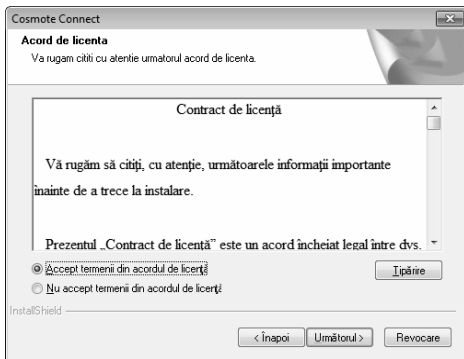 Cosmote Connect
Acord de licenta
Va rugam cititi cu atentie urmatorul acord de licenta.
Contract de licență
Vă rugăm să citiți, cu atenție, următoarele informații importante
înainte de a trece la instalare.
Prezentul „Contract de licență” este un acord încheiat legal între dvs.
Accept termenii din acordul de licență
Tipărire
Nu accept termenii din acordul de licență
InstallShield
< Înapoi
Următorul >
Revocare